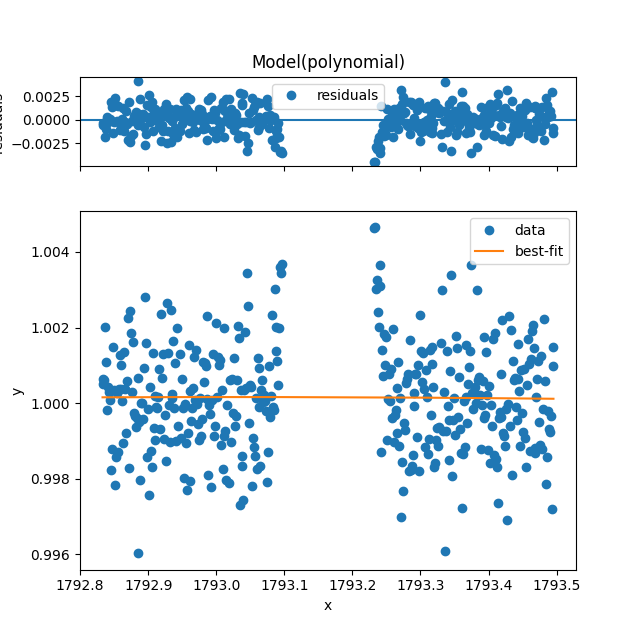 Model(polynomial)
residuals
0.0025
0.0000
−0.0025
residuals
data
best-fit
1.004
1.002
1.000
0.998
0.996
y
1792.8 1792.9 1793.0 1793.1 1793.2 1793.3 1793.4 1793.5
x